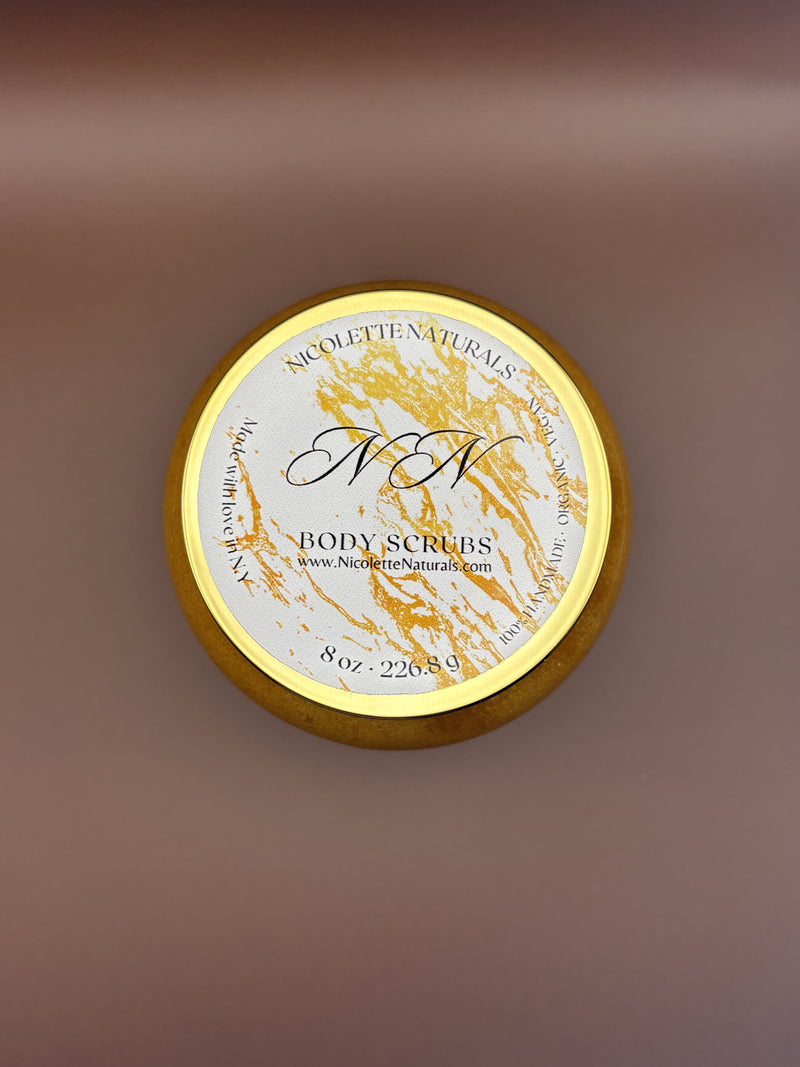 NICOLETTE NATURALS
NN
BODY SCRUBS
www.NicoletteNaturals.com
8 oz · 226.8 g
Made with love in N.Y
100% HANDMADE · ORGANIC · VEGAN